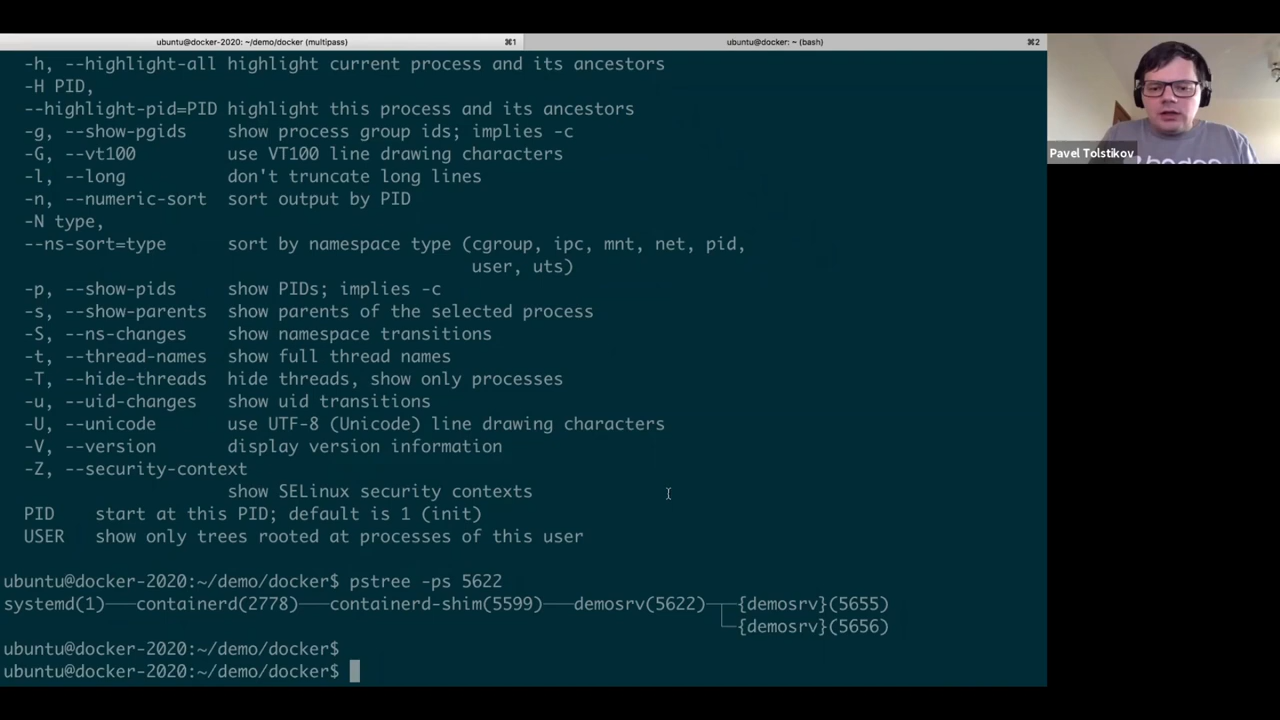 ubuntu@docker-2020: ~/demo/docker (multipass) ⌘1 ubuntu@docker: ~ (bash) ⌘2
-h, --highlight-all highlight current process and its ancestors
-H PID,
--highlight-pid=PID highlight this process and its ancestors
-g, --show-pgids show process group ids; implies -c
-G, --vt100 use VT100 line drawing characters
-l, --long don't truncate long lines
-n, --numeric-sort sort output by PID
-N type,
--ns-sort=type sort by namespace type (cgroup, ipc, mnt, net, pid,
user, uts)
-p, --show-pids show PIDs; implies -c
-s, --show-parents show parents of the selected process
-S, --ns-changes show namespace transitions
-t, --thread-names show full thread names
-T, --hide-threads hide threads, show only processes
-u, --uid-changes show uid transitions
-U, --unicode use UTF-8 (Unicode) line drawing characters
-V, --version display version information
-Z, --security-context
show SELinux security contexts
PID start at this PID; default is 1 (init)
USER show only trees rooted at processes of this user
ubuntu@docker-2020:~/demo/docker$ pstree -ps 5622
systemd(1)───containerd(2778)───containerd-shim(5599)───demosrv(5622)─┬─{demosrv}(5655)
└─{demosrv}(5656)
ubuntu@docker-2020:~/demo/docker$
ubuntu@docker-2020:~/demo/docker$
Pavel Tolstikov